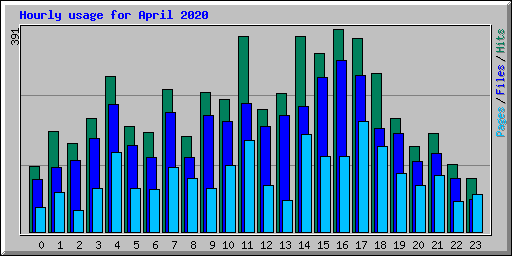 Hourly usage for April 2020
391
Pages / Files / Hits
0 1 2 3 4 5 6 7 8 9 10 11 12 13 14 15 16 17 18 19 20 21 22 23